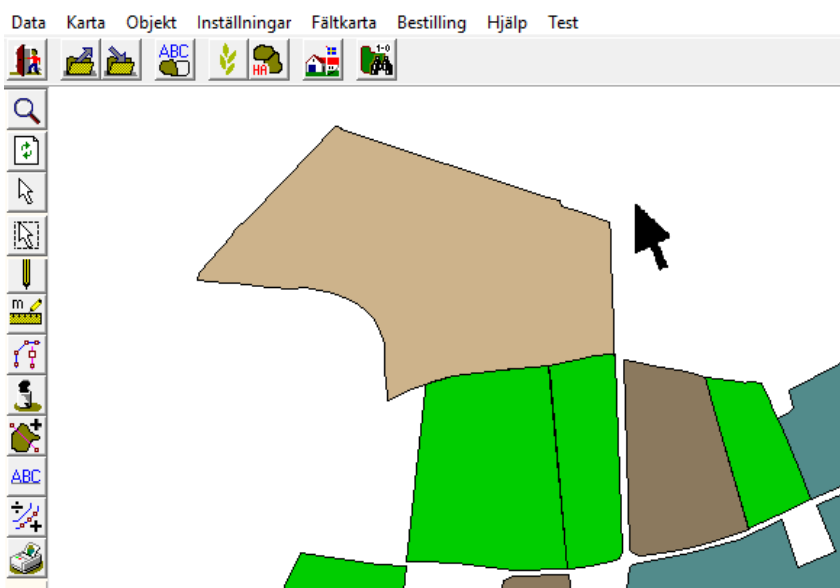 Data Karta Objekt Inställningar Fältkarta Bestilling Hjälp Test
ABC
HA
1-0
m
ABC